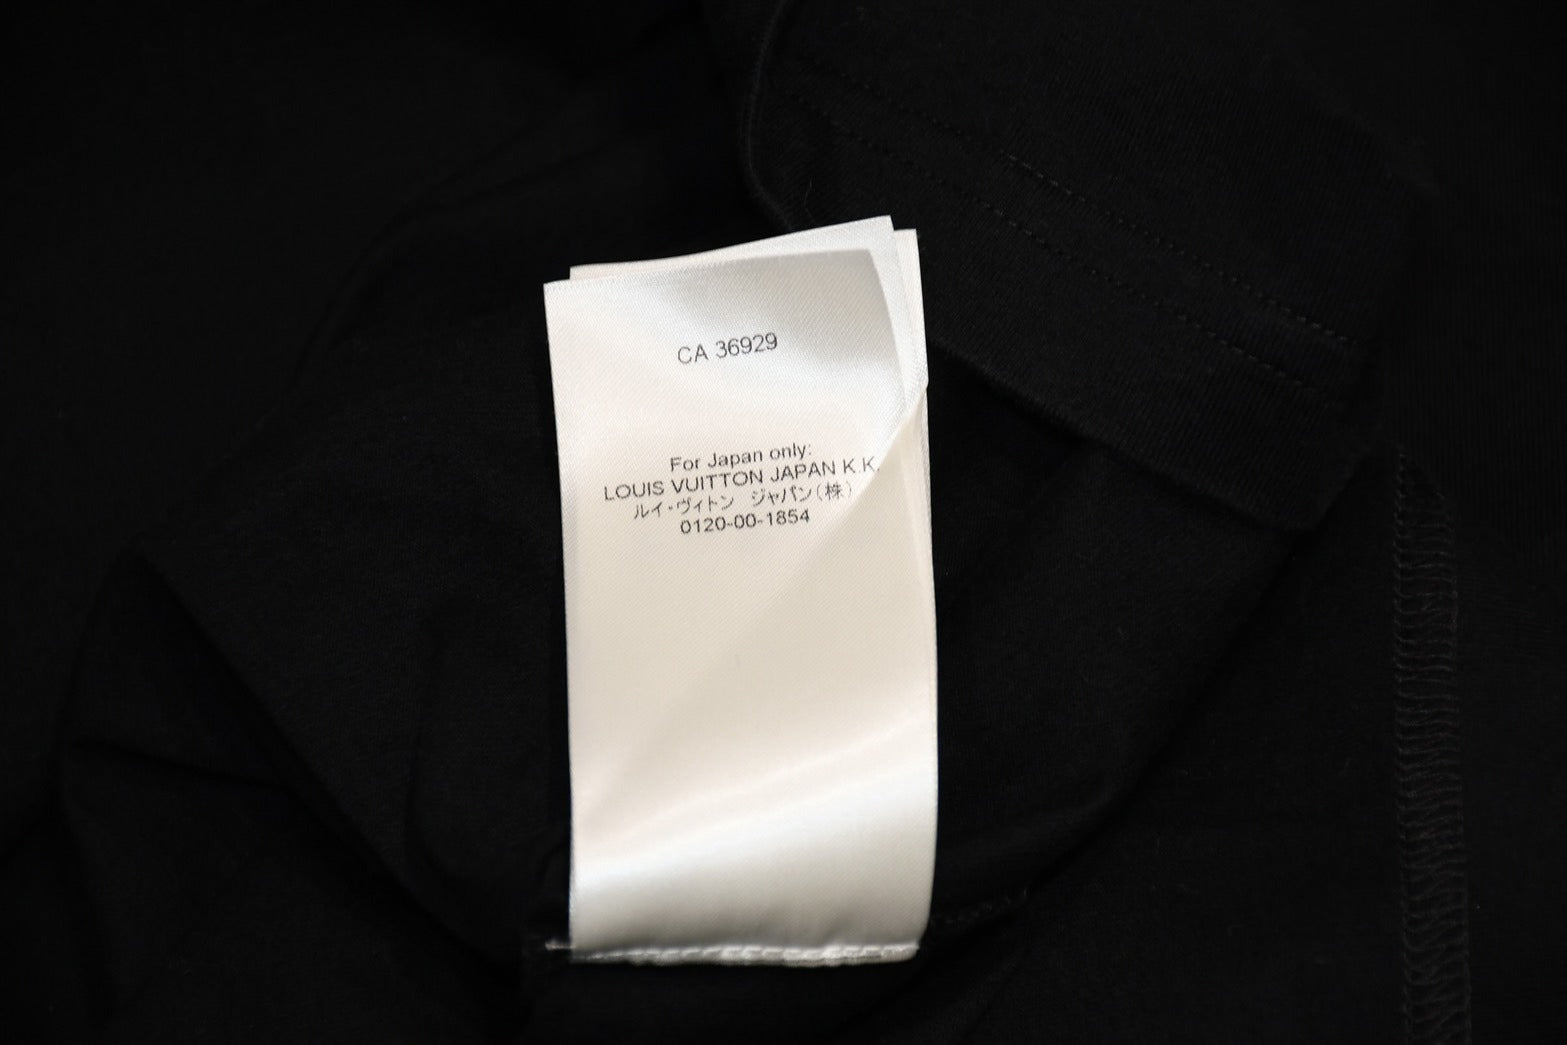 CA 36929
For Japan only:
LOUIS VUITTON JAPAN K.K.
ルイ・ヴィトン　ジャパン(株)
0120-00-1854